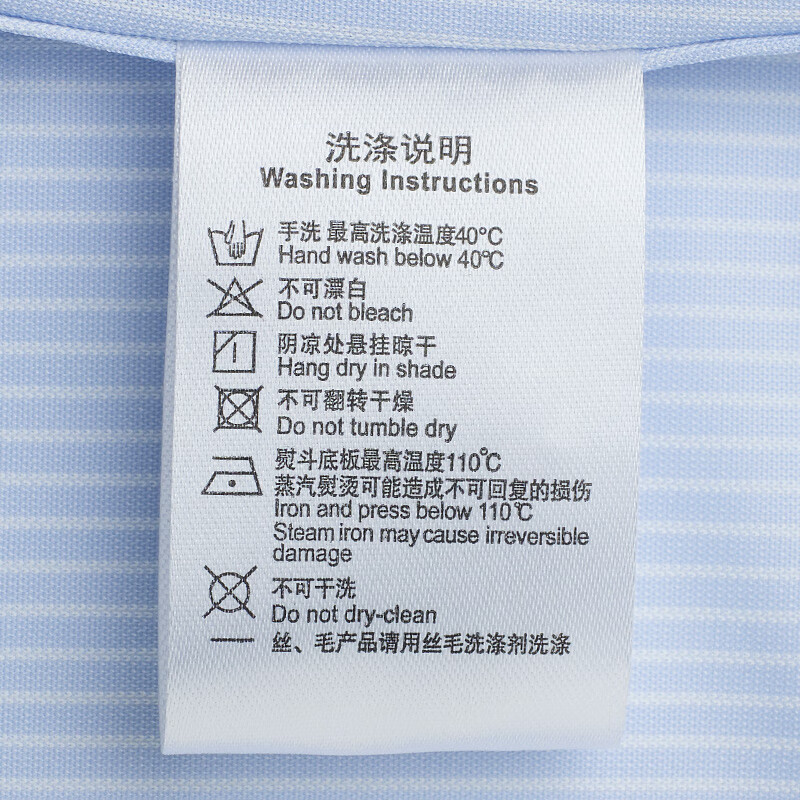 洗涤说明
Washing Instructions
手洗 最高洗涤温度40°C
Hand wash below 40℃
不可漂白
Do not bleach
阴凉处悬挂晾干
Hang dry in shade
不可翻转干燥
Do not tumble dry
熨斗底板最高温度110℃
蒸汽熨烫可能造成不可回复的损伤
Iron and press below 110℃
Steam iron may cause irreversible
damage
不可干洗
Do not dry-clean
丝、毛产品请用丝毛洗涤剂洗涤